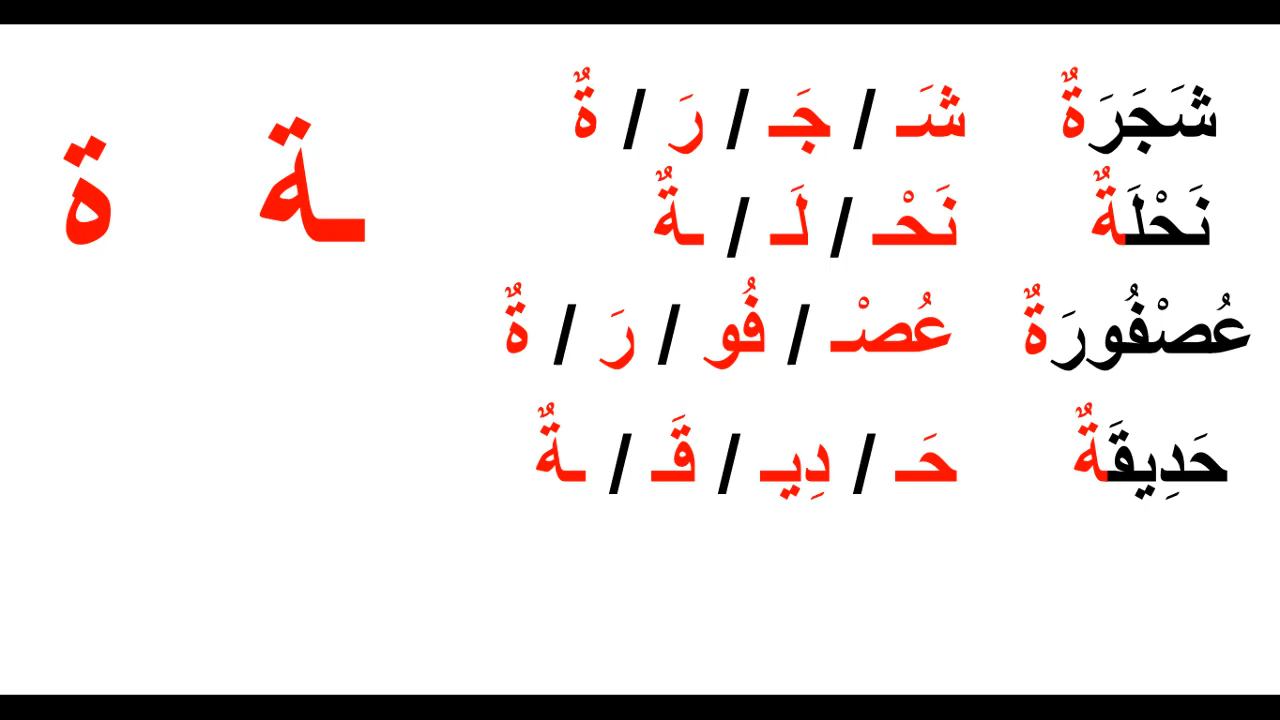 شَجَرَةٌ شَـ / جَـ / رَ / ةٌ
نَحْلَةٌ نَحْـ / لَـ / ـةٌ
عُصْفُورَةٌ عُصْـ / فُو / رَ / ةٌ
حَدِيقَةٌ حَـ / دِيـ / قَـ / ـةٌ
ـة ة